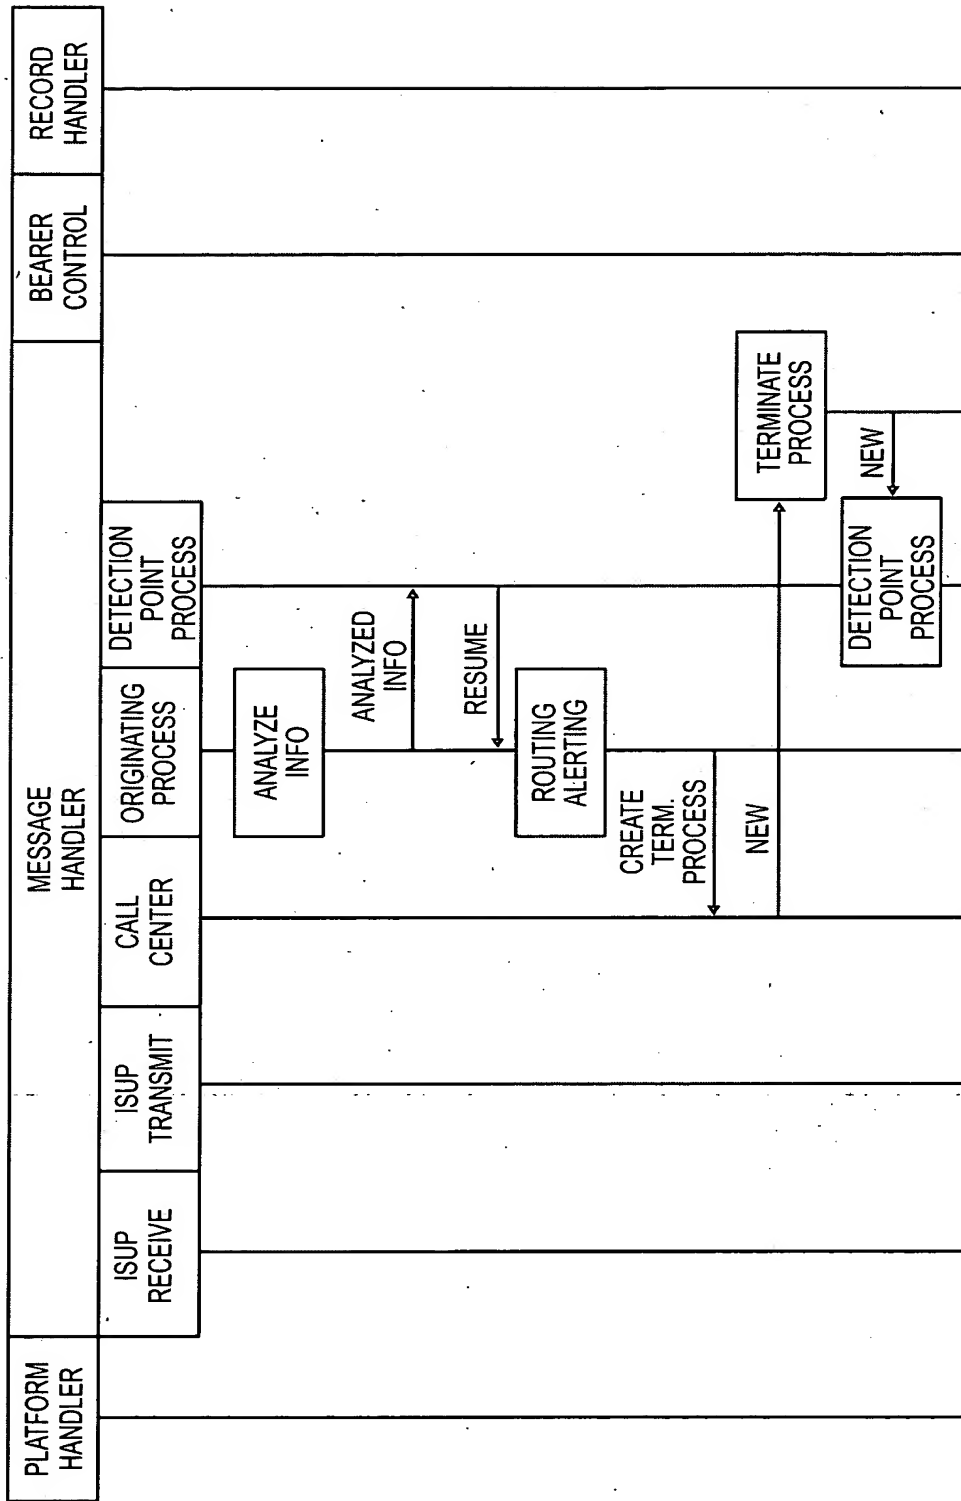 PLATFORM
HANDLER
MESSAGE
HANDLER
BEARER
CONTROL
RECORD
HANDLER
ISUP
RECEIVE
ISUP
TRANSMIT
CALL
CENTER
ORIGINATING
PROCESS
DETECTION
POINT
PROCESS
ANALYZE
INFO
ANALYZED
INFO
RESUME
ROUTING
ALERTING
CREATE
TERM.
PROCESS
NEW
TERMINATE
PROCESS
NEW
DETECTION
POINT
PROCESS